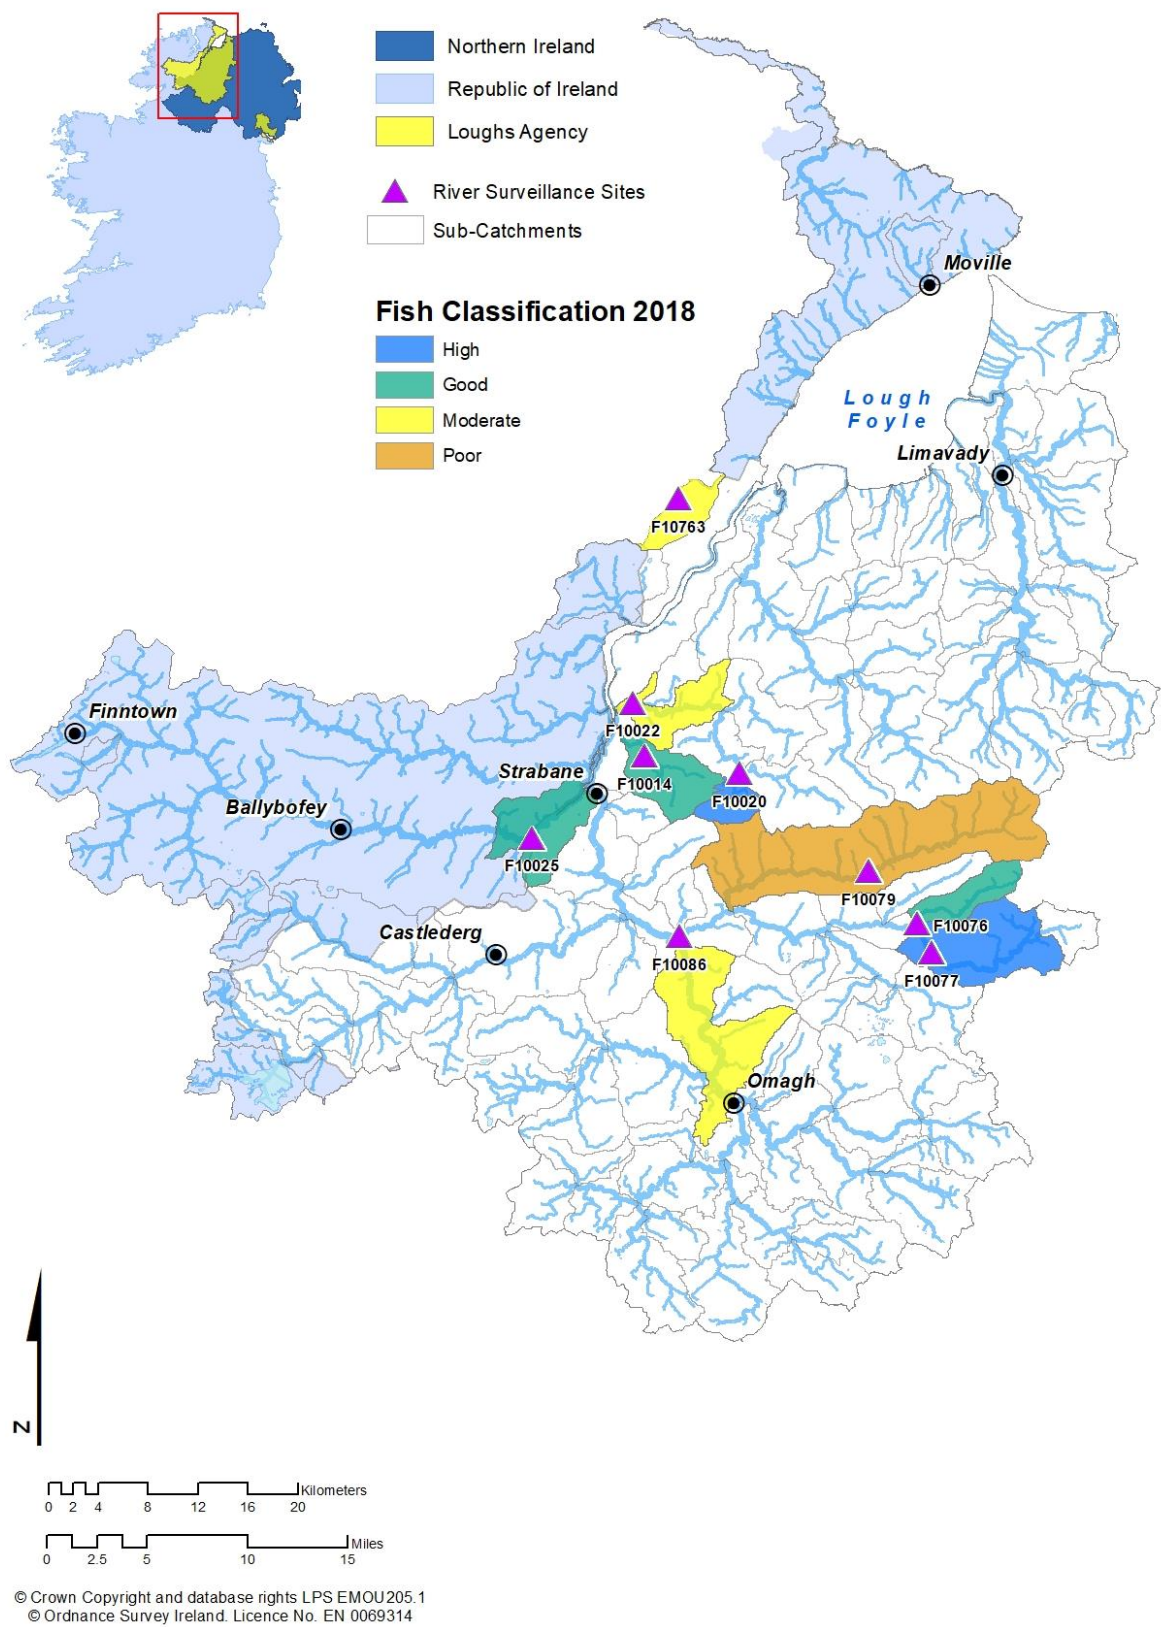 Northern Ireland
Republic of Ireland
Loughs Agency
River Surveillance Sites
Sub-Catchments
Fish Classification 2018
High
Good
Moderate
Poor
Moville
Lough
Foyle
Limavady
F10763
Finntown
F10022
Strabane
F10014
F10020
Ballybofey
F10025
F10079
Castlederg
F10076
F10086
F10077
Omagh
N
Kilometers
0 2 4 8 12 16 20
Miles
0 2.5 5 10 15
© Crown Copyright and database rights LPS EMOU205.1
© Ordnance Survey Ireland. Licence No. EN 0069314